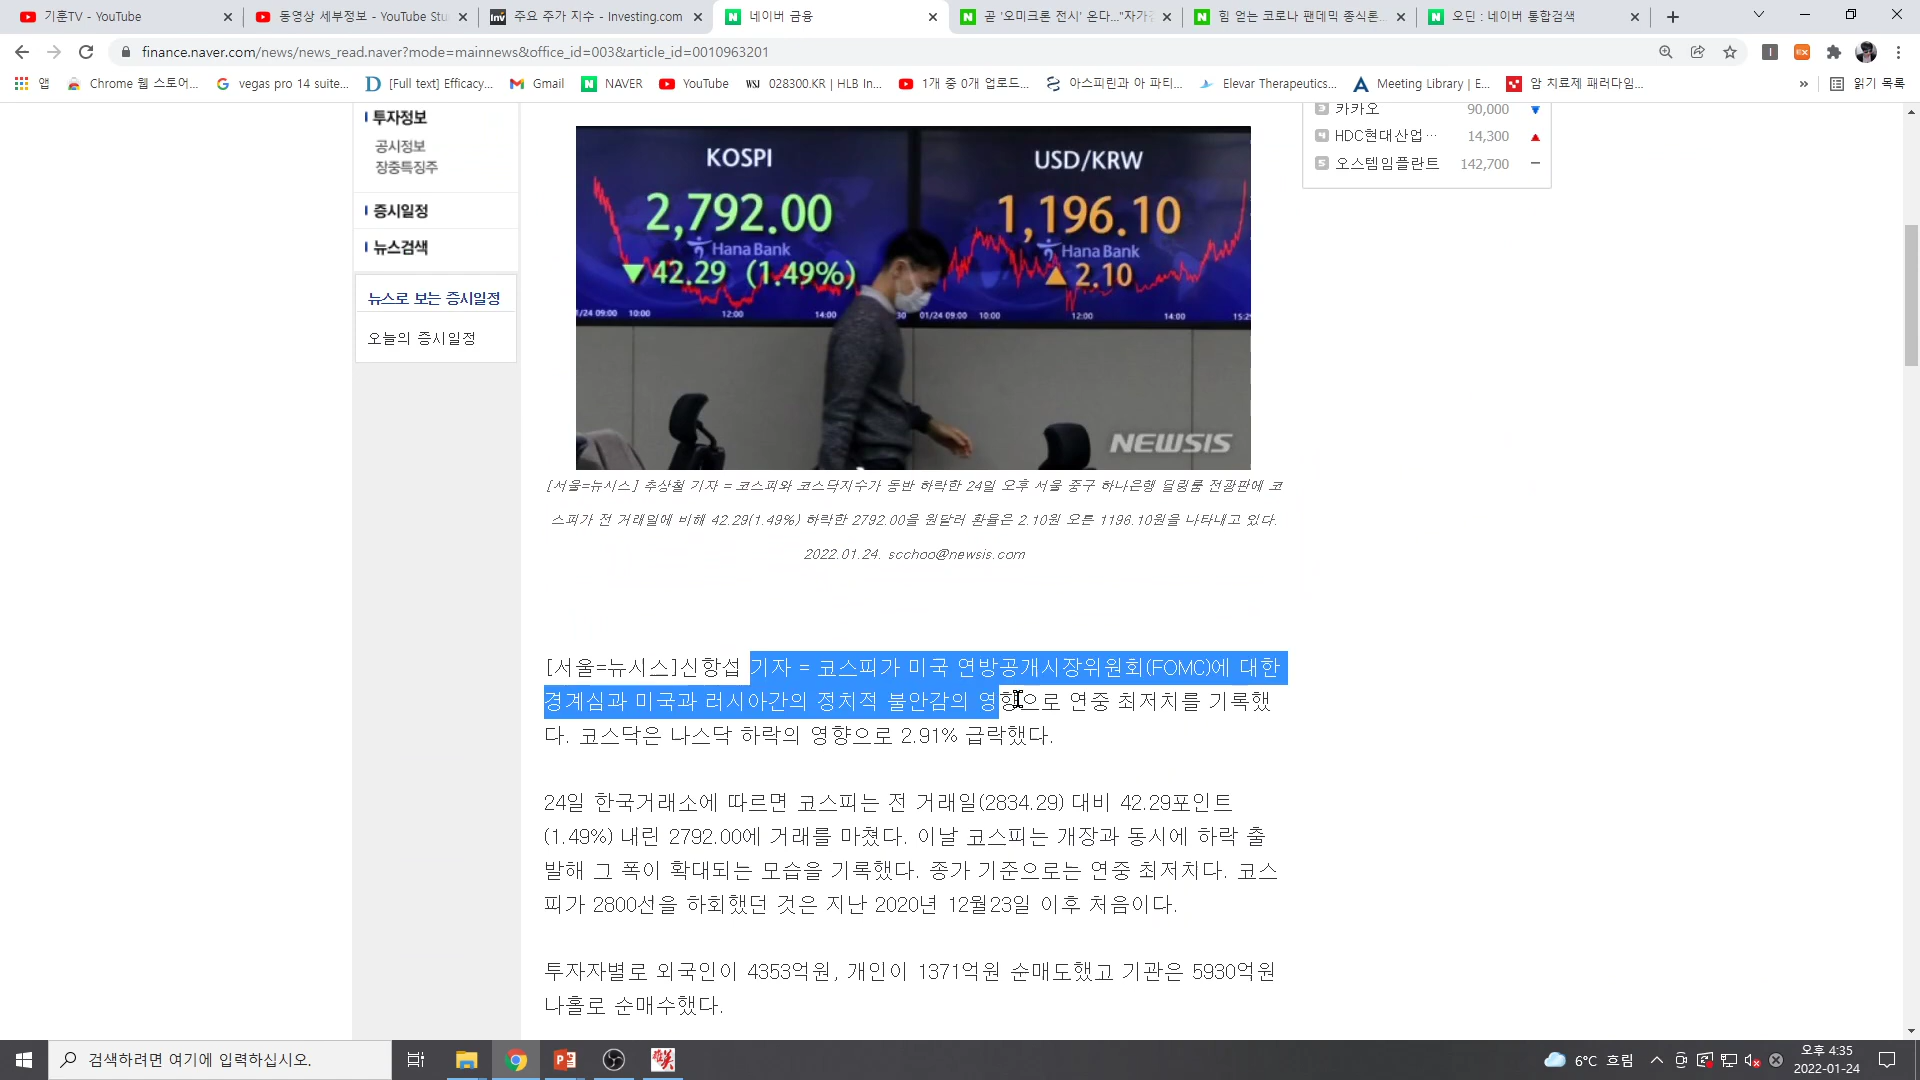 기훈TV - YouTube
동영상 세부정보 - YouTube Stu
주요 주가 지수 - Investing.com
네이버 금융
곧 '오미크론 전시' 온다..."자가
힘 얻는 코로나 팬데믹 종식론...
오딘 : 네이버 통합검색
finance.naver.com/news/news_read.naver?mode=mainnews&office_id=003&article_id=0010963201
앱
Chrome 웹 스토어...
vegas pro 14 suite...
[Full text] Efficacy...
Gmail
NAVER
YouTube
028300.KR | HLB In...
1개 중 0개 업로드...
아스피린과 아 파티...
Elevar Therapeutics...
Meeting Library | E...
암 치료제 패러다임...
»
읽기 목록
투자정보
공시정보
장중특징주
증시일정
뉴스검색
뉴스로 보는 증시일정
오늘의 증시일정
3 카카오 90,000 ▼
4 HDC현대산업… 14,300 ▲
5 오스템임플란트 142,700 –
KOSPI
2,792.00
Hana Bank
▼42.29 (1.49%)
/24 09:00 10:00 12:00 14:00
USD/KRW
1,196.10
Hana Bank
▲2.10
01/24 09:00 10:00 12:00 14:00
NEWSIS
[서울=뉴시스] 추상철 기자 = 코스피와 코스닥지수가 동반 하락한 24일 오후 서울 중구 하나은행 딜링룸 전광판에 코
스피가 전 거래일에 비해 42.29(1.49%) 하락한 2792.00을 원달러 환율은 2.10원 오른 1196.10원을 나타내고 있다.
2022.01.24. scchoo@newsis.com
[서울=뉴시스]신항섭 기자 = 코스피가 미국 연방공개시장위원회(FOMC)에 대한
경계심과 미국과 러시아간의 정치적 불안감의 영향으로 연중 최저치를 기록했
다. 코스닥은 나스닥 하락의 영향으로 2.91% 급락했다.
24일 한국거래소에 따르면 코스피는 전 거래일(2834.29) 대비 42.29포인트
(1.49%) 내린 2792.00에 거래를 마쳤다. 이날 코스피는 개장과 동시에 하락 출
발해 그 폭이 확대되는 모습을 기록했다. 종가 기준으로는 연중 최저치다. 코스
피가 2800선을 하회했던 것은 지난 2020년 12월23일 이후 처음이다.
투자자별로 외국인이 4353억원, 개인이 1371억원 순매도했고 기관은 5930억원
나홀로 순매수했다.
검색하려면 여기에 입력하십시오.
6°C 흐림
오후 4:35
2022-01-24